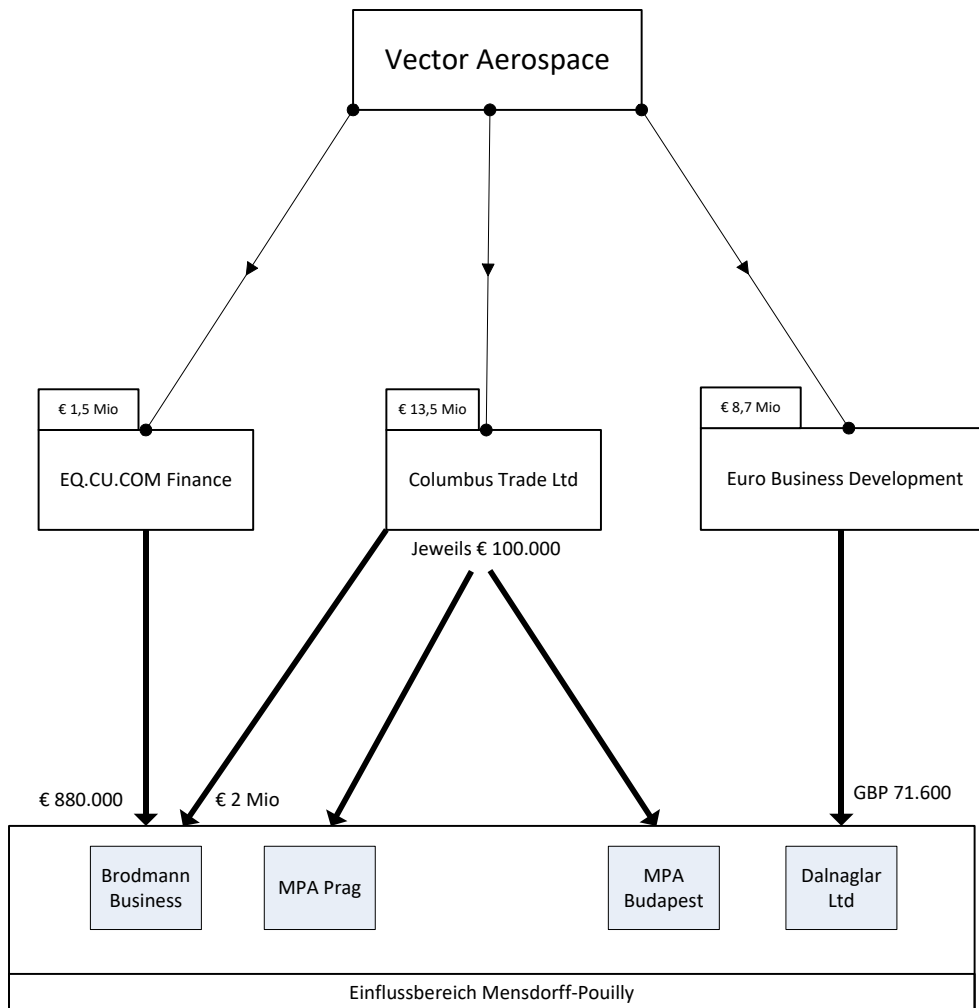 Vector Aerospace
€ 1,5 Mio
€ 13,5 Mio
€ 8,7 Mio
EQ.CU.COM Finance
Columbus Trade Ltd
Euro Business Development
Jeweils € 100.000
€ 880.000
€ 2 Mio
GBP 71.600
Brodmann
Business
MPA Prag
MPA
Budapest
Dalnaglar
Ltd
Einflussbereich Mensdorff-Pouilly